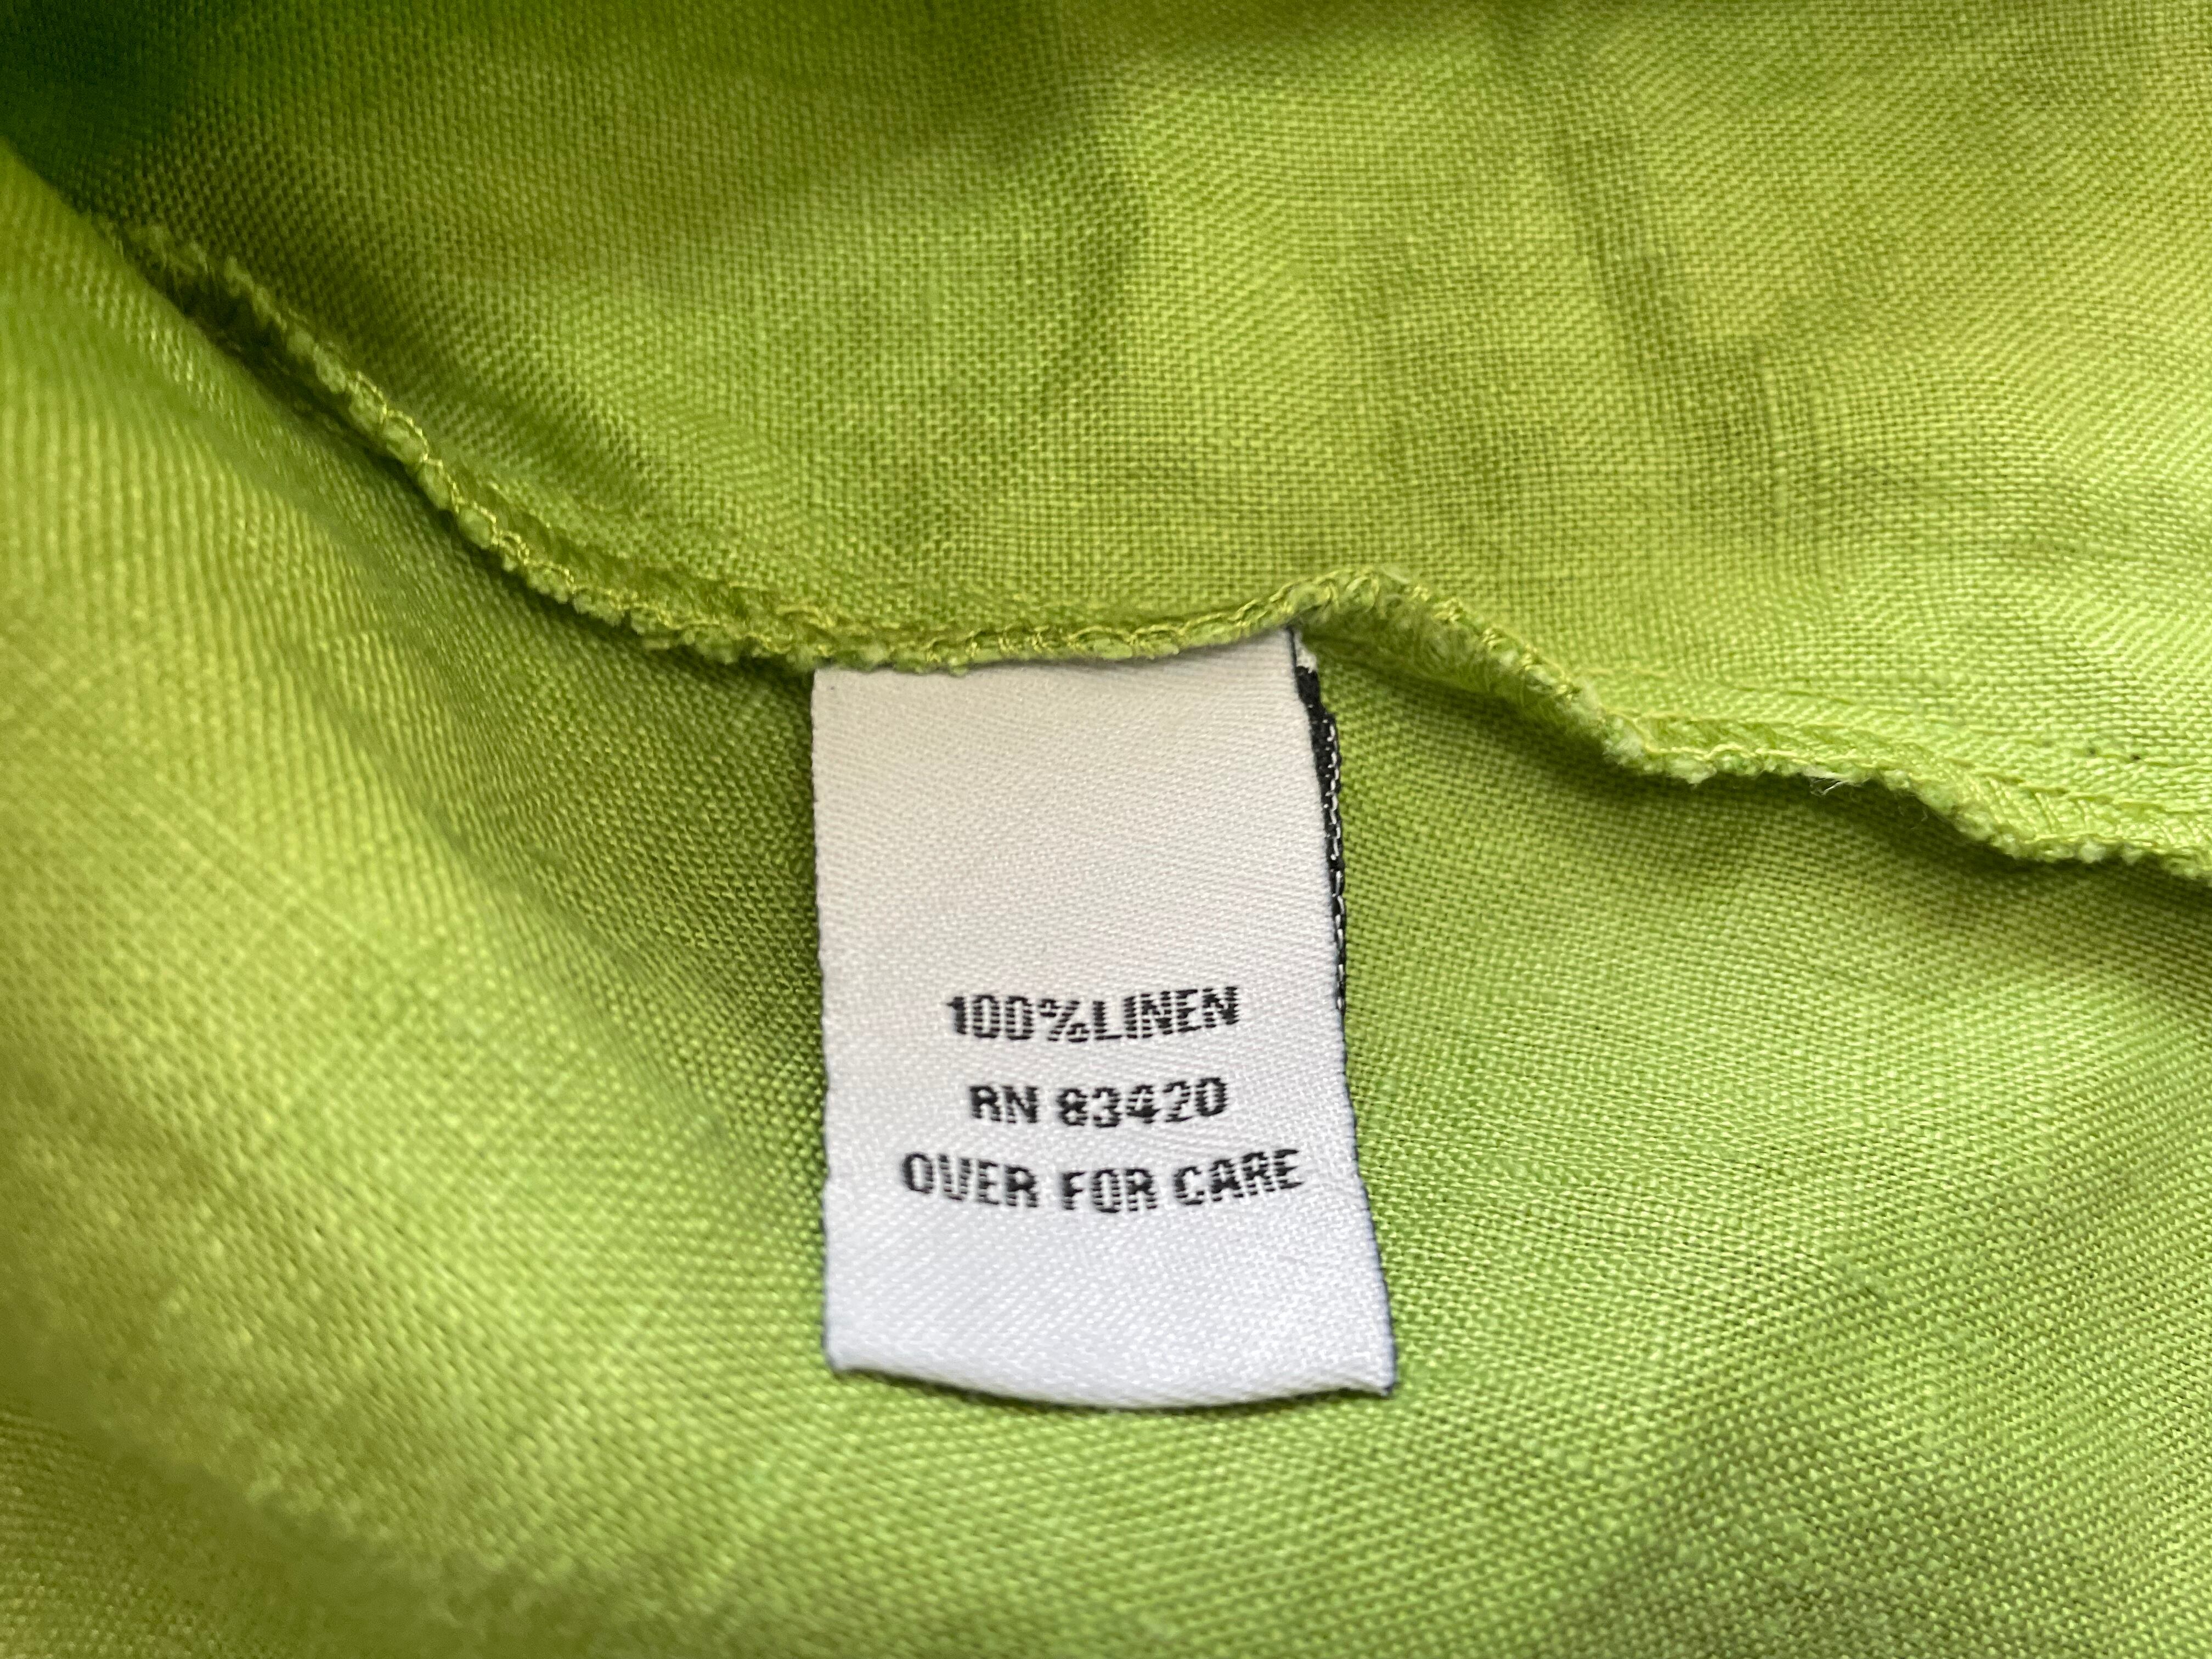 100%LINEN
RN 83420
OVER FOR CARE